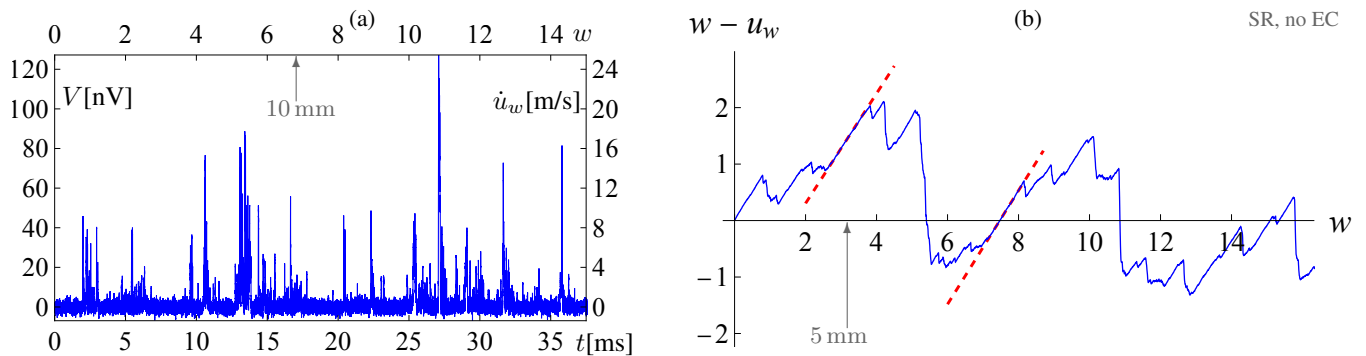 (a)
0 2 4 6 8 10 12 14 w
120 24
V[nV] u̇_w[m/s]
100 10 mm 20
80 16
60 12
40 8
20 4
0 0
0 5 10 15 20 25 30 35 t[ms]
w − u_w (b) SR, no EC
2
1
2 4 6 8 10 12 14 w
−1
5 mm
−2